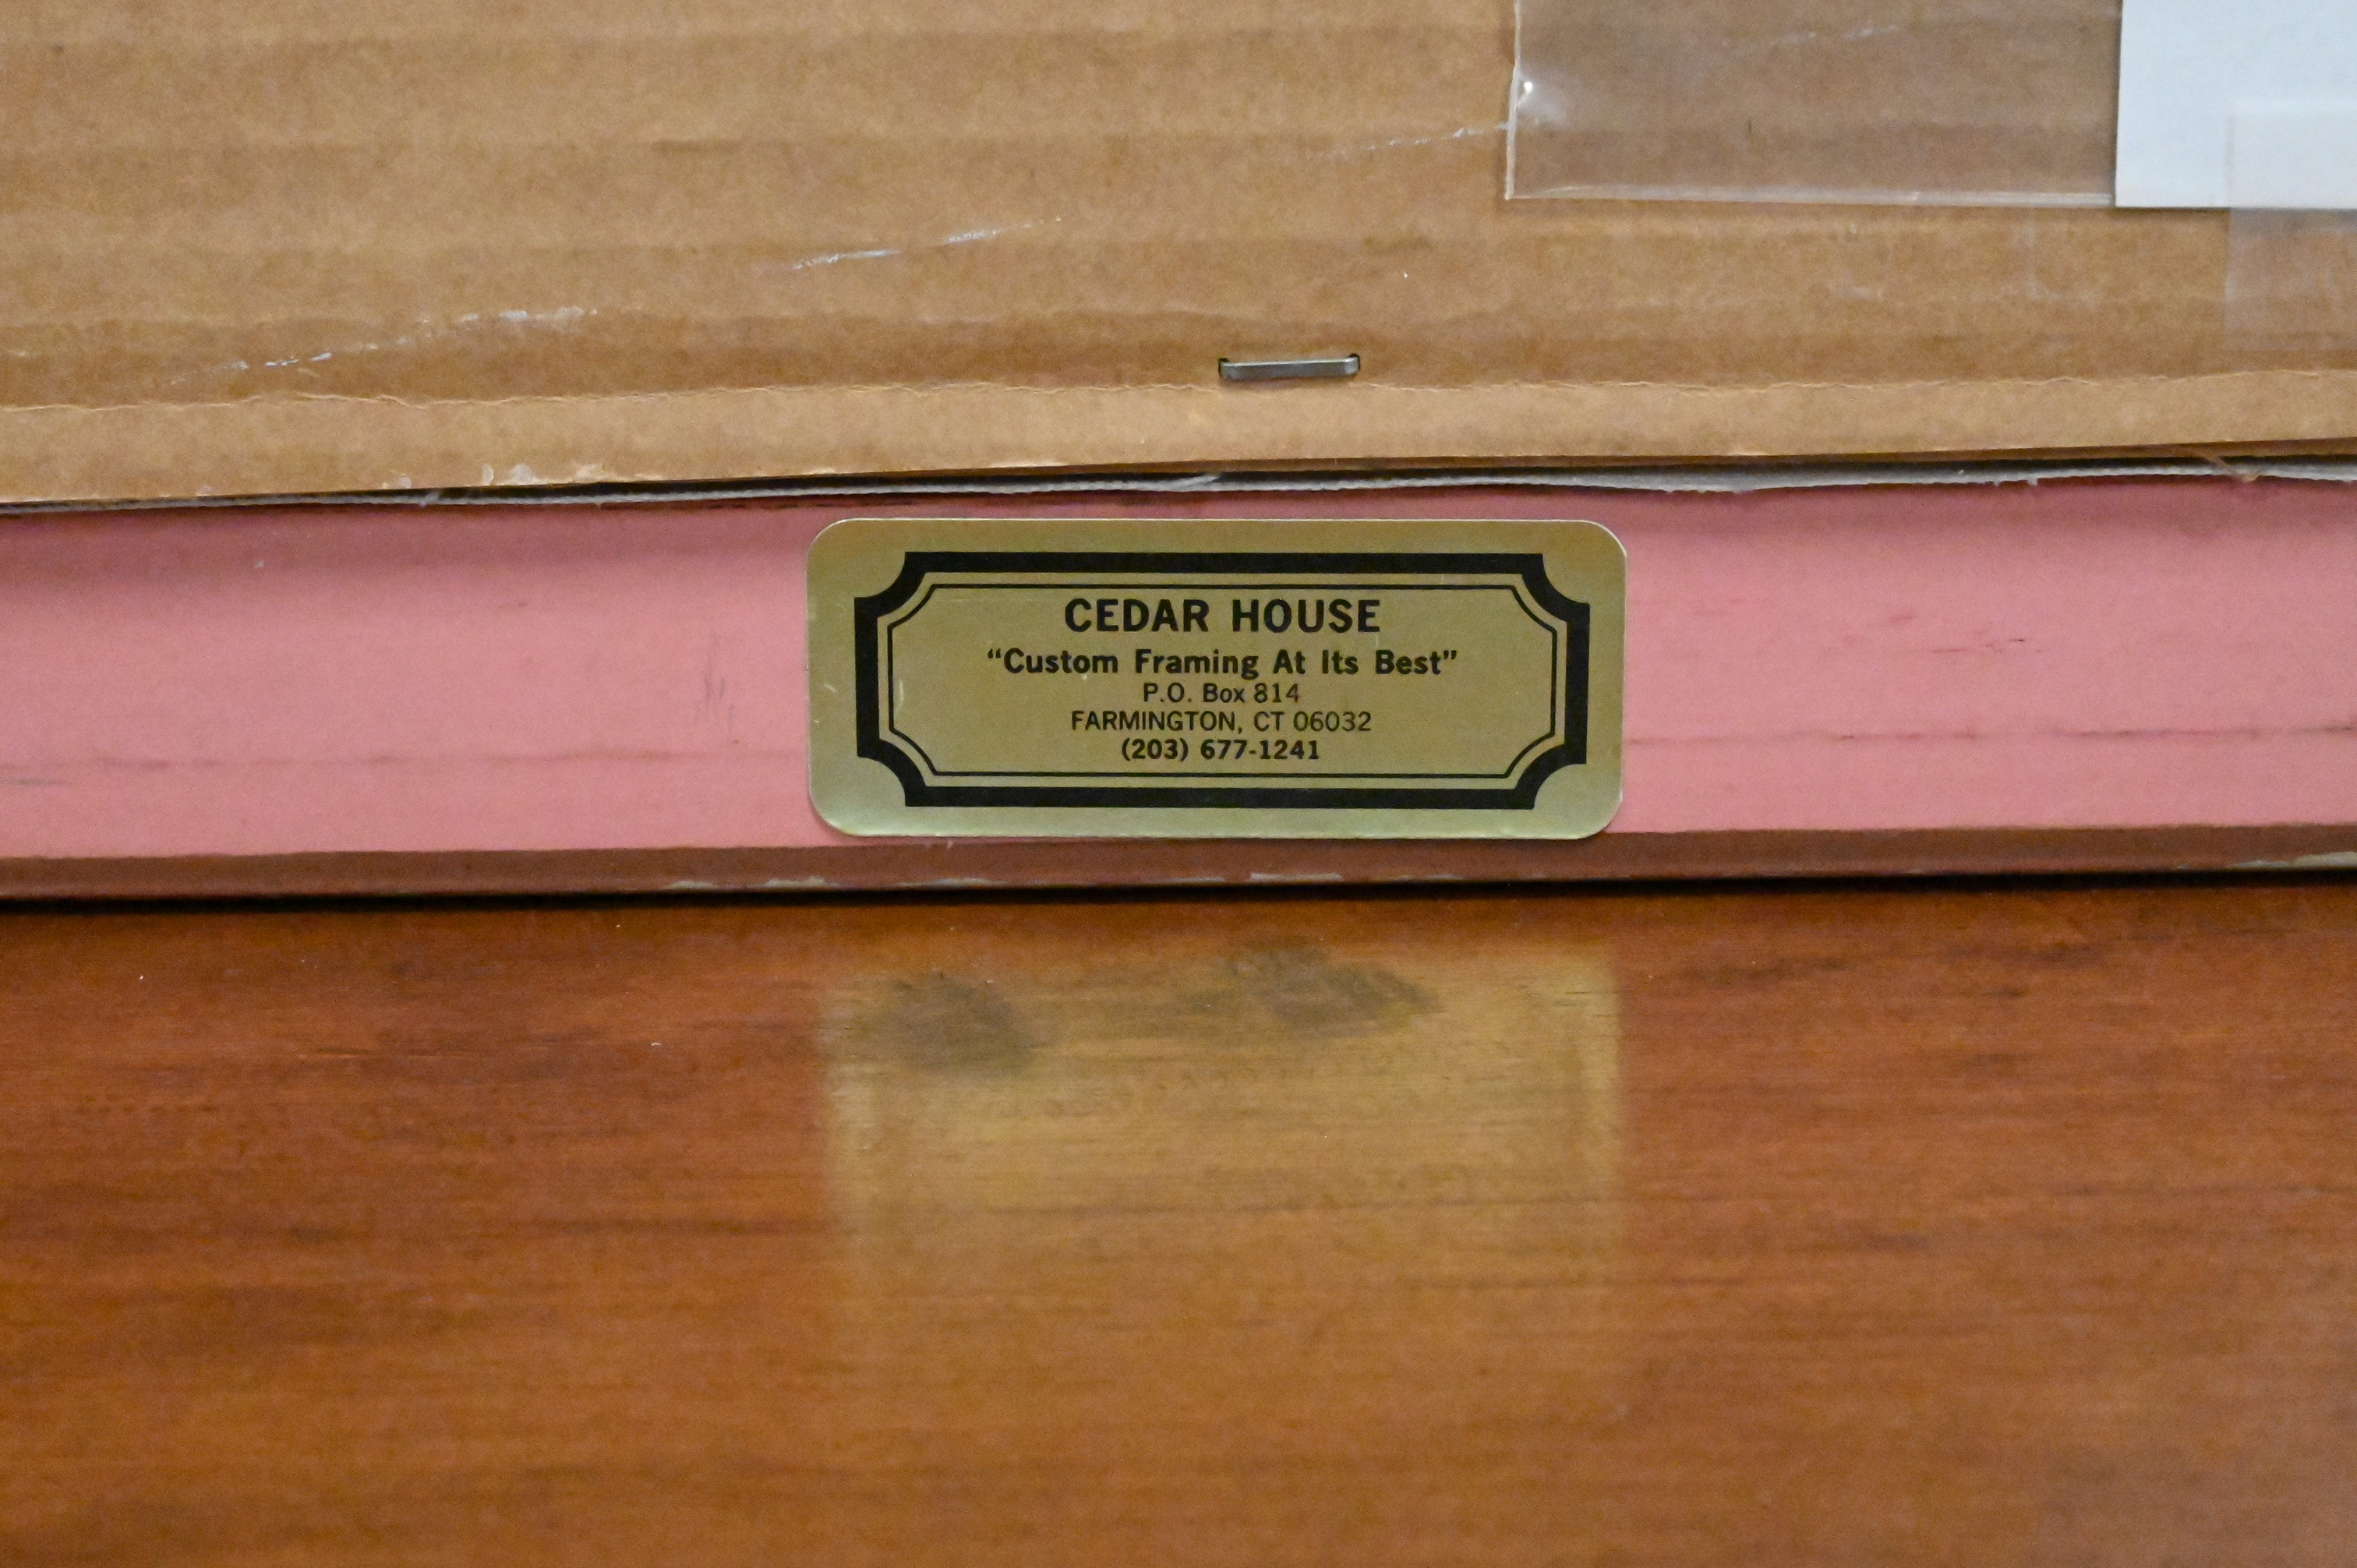 CEDAR HOUSE
“Custom Framing At Its Best”
P.O. Box 814
FARMINGTON, CT 06032
(203) 677-1241